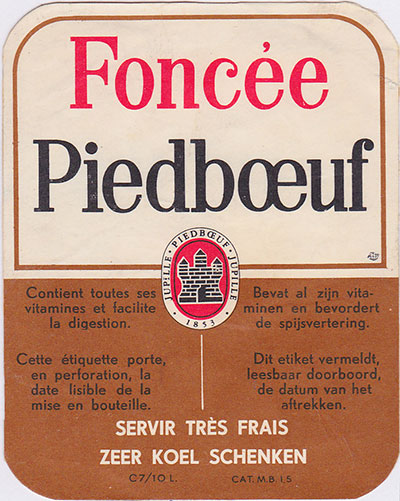 Foncée
Piedbœuf
JUPILLE · PIEDBŒUF · JUPILLE
· 1853 ·
Contient toutes ses
vitamines et facilite
la digestion.
Cette étiquette porte,
en perforation, la
date lisible de la
mise en bouteille.
Bevat al zijn vita-
minen en bevordert
de spijsvertering.
Dit etiket vermeldt,
leesbaar doorboord,
de datum van het
aftrekken.
SERVIR TRÈS FRAIS
ZEER KOEL SCHENKEN
C7/10 L. CAT. M.B. I.S